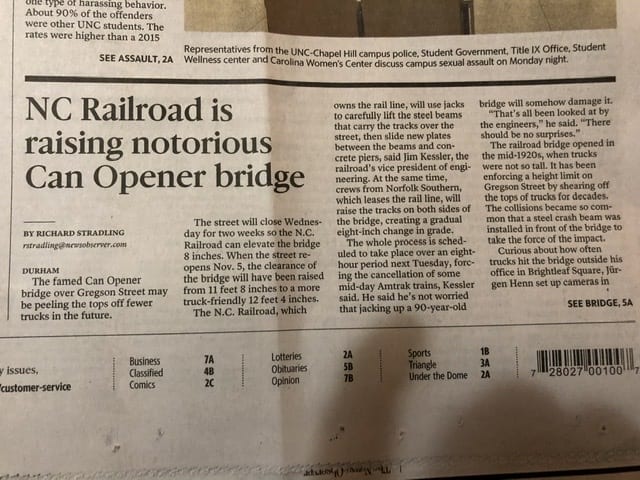 one type of harassing behavior.
About 90% of the offenders
were other UNC students. The
rates were higher than a 2015
SEE ASSAULT, 2A
Representatives from the UNC-Chapel Hill campus police, Student Government, Title IX Office, Student
Wellness center and Carolina Women's Center discuss campus sexual assault on Monday night.
NC Railroad is
raising notorious
Can Opener bridge
BY RICHARD STRADLING
rstradling@newsobserver.com
DURHAM
The famed Can Opener
bridge over Gregson Street may
be peeling the tops off fewer
trucks in the future.
The street will close Wednes-
day for two weeks so the N.C.
Railroad can elevate the bridge
8 inches. When the street re-
opens Nov. 5, the clearance of
the bridge will have been raised
from 11 feet 8 inches to a more
truck-friendly 12 feet 4 inches.
The N.C. Railroad, which
owns the rail line, will use jacks
to carefully lift the steel beams
that carry the tracks over the
street, then slide new plates
between the beams and con-
crete piers, said Jim Kessler, the
railroad's vice president of engi-
neering. At the same time,
crews from Norfolk Southern,
which leases the rail line, will
raise the tracks on both sides of
the bridge, creating a gradual
eight-inch change in grade.
The whole process is sched-
uled to take place over an eight-
hour period next Tuesday, forc-
ing the cancellation of some
mid-day Amtrak trains, Kessler
said. He said he's not worried
that jacking up a 90-year-old
bridge will somehow damage it.
"That's all been looked at by
the engineers," he said. "There
should be no surprises."
The railroad bridge opened in
the mid-1920s, when trucks
were not so tall. It has been
enforcing a height limit on
Gregson Street by shearing off
the tops of trucks for decades.
The collisions became so com-
mon that a steel crash beam was
installed in front of the bridge to
take the force of the impact.
Curious about how often
trucks hit the bridge outside his
office in Brightleaf Square, Jür-
gen Henn set up cameras in
SEE BRIDGE, 5A
y issues,
/customer-service
Business 7A
Classified 4B
Comics 2C
Lotteries 2A
Obituaries 5B
Opinion 7B
Sports 1B
Triangle 3A
Under the Dome 2A
7 28027 00100 7
The News & Observer